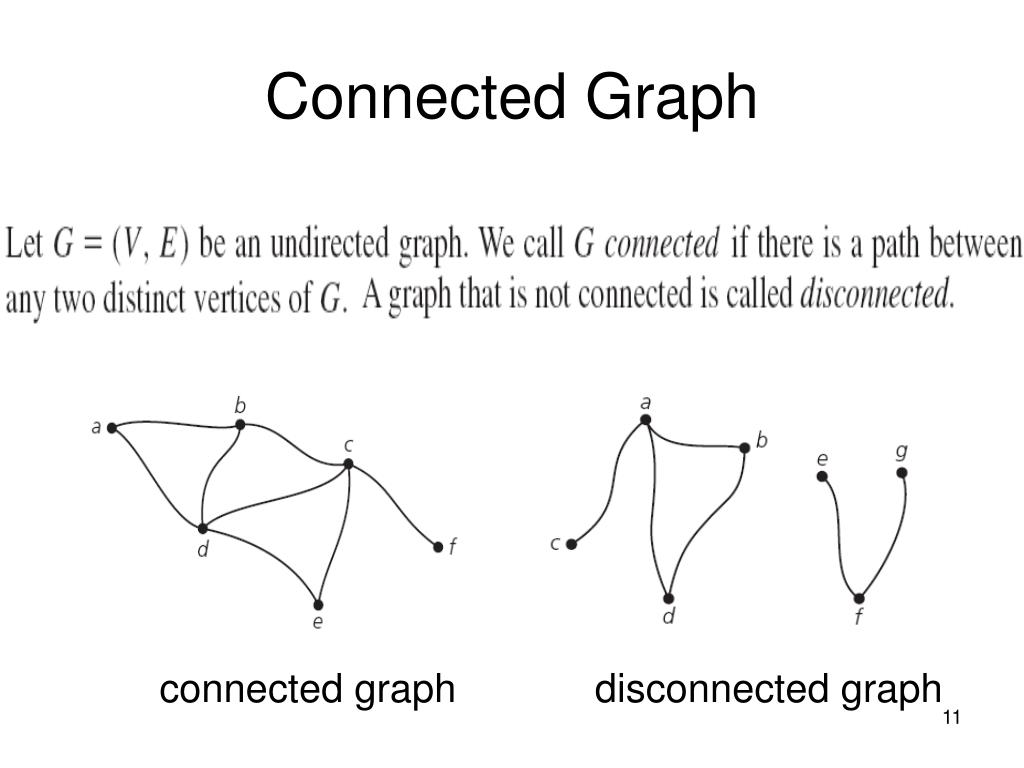 Connected Graph
Let G = (V, E) be an undirected graph. We call G connected if there is a path between
any two distinct vertices of G. A graph that is not connected is called disconnected.
a
b
c
d
e
f
a
b
c
d
e
f
g
connected graph
disconnected graph
11